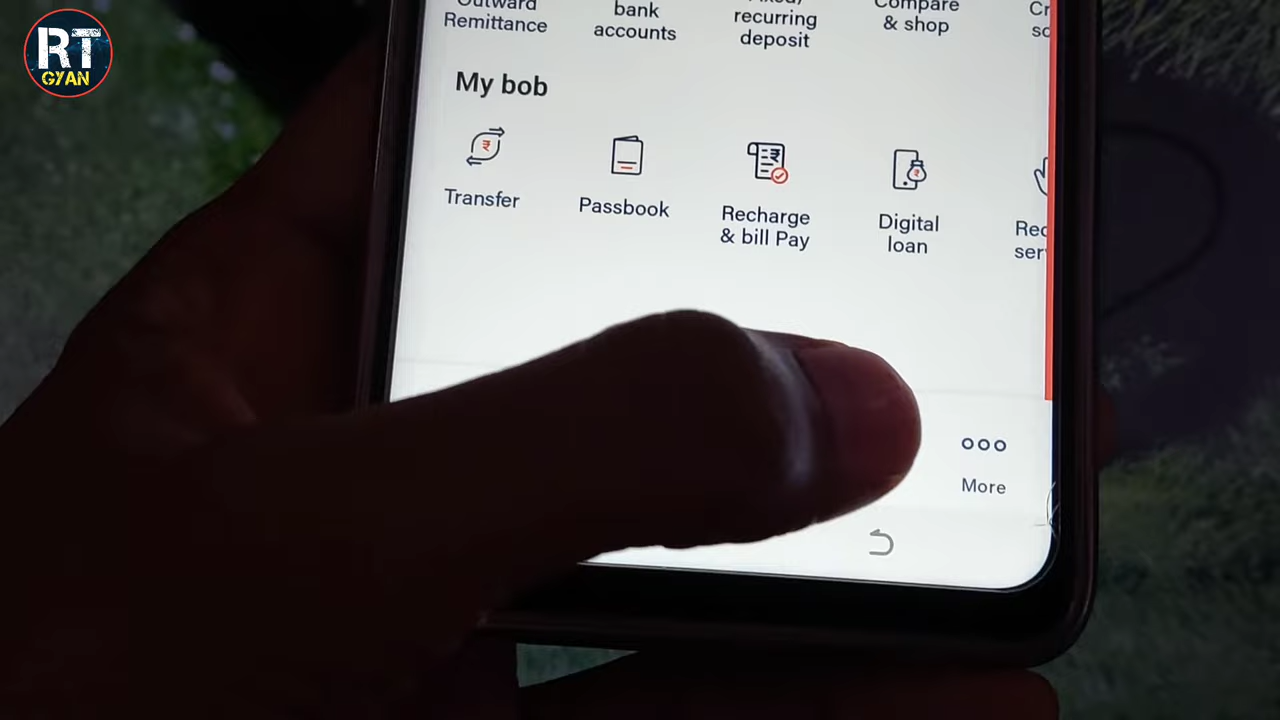 RT
GYAN
Outward
Remittance
bank
accounts
recurring
deposit
Compare
& shop
My bob
Transfer
Passbook
Recharge
& bill Pay
Digital
loan
More